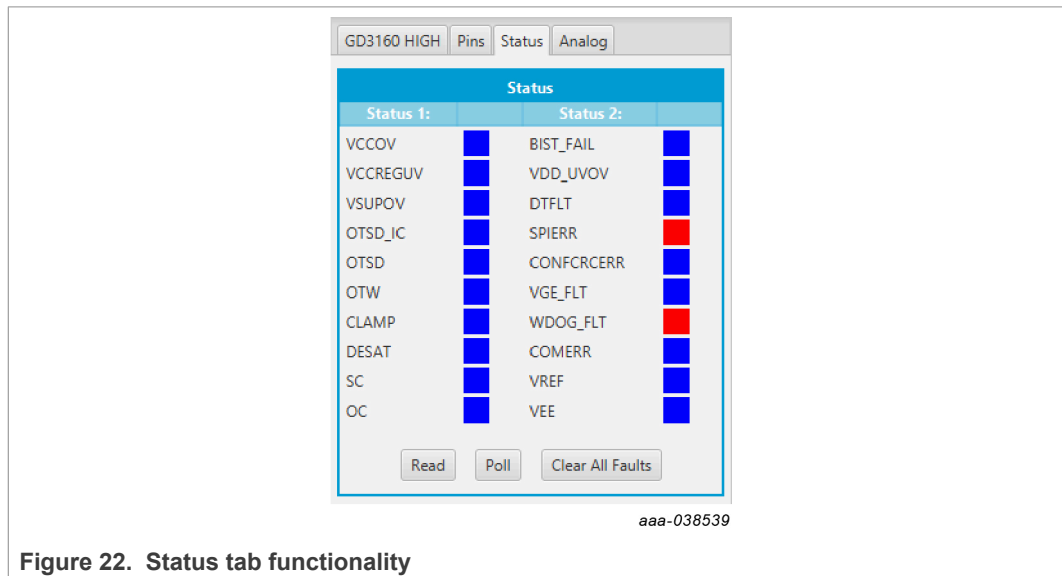 GD3160 HIGH Pins Status Analog
Status
Status 1: Status 2:
VCCOV BIST_FAIL
VCCREGUV VDD_UVOV
VSUPOV DTFLT
OTSD_IC SPIERR
OTSD CONFCRCERR
OTW VGE_FLT
CLAMP WDOG_FLT
DESAT COMERR
SC VREF
OC VEE
Read Poll Clear All Faults
aaa-038539
Figure 22. Status tab functionality